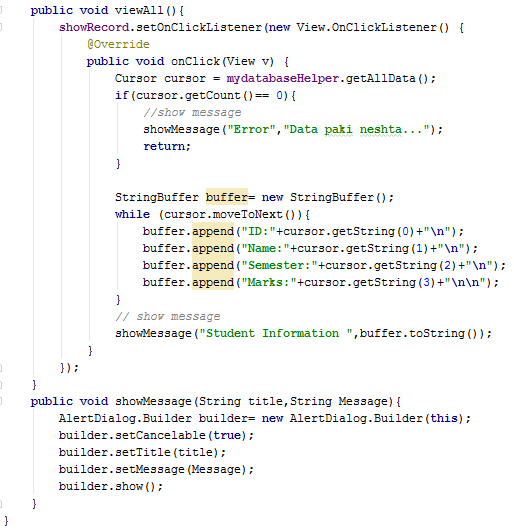 public void viewAll(){
showRecord.setOnClickListener(new View.OnClickListener() {
@Override
public void onClick(View v) {
Cursor cursor = mydatabaseHelper.getAllData();
if(cursor.getCount()== 0){
//show message
showMessage("Error","Data paki neshta...");
return;
}
StringBuffer buffer= new StringBuffer();
while (cursor.moveToNext()){
buffer.append("ID:"+cursor.getString(0)+"\n");
buffer.append("Name:"+cursor.getString(1)+"\n");
buffer.append("Semester:"+cursor.getString(2)+"\n");
buffer.append("Marks:"+cursor.getString(3)+"\n\n");
}
// show message
showMessage("Student Information ",buffer.toString());
}
});
}
public void showMessage(String title,String Message){
AlertDialog.Builder builder= new AlertDialog.Builder(this);
builder.setCancelable(true);
builder.setTitle(title);
builder.setMessage(Message);
builder.show();
}
}